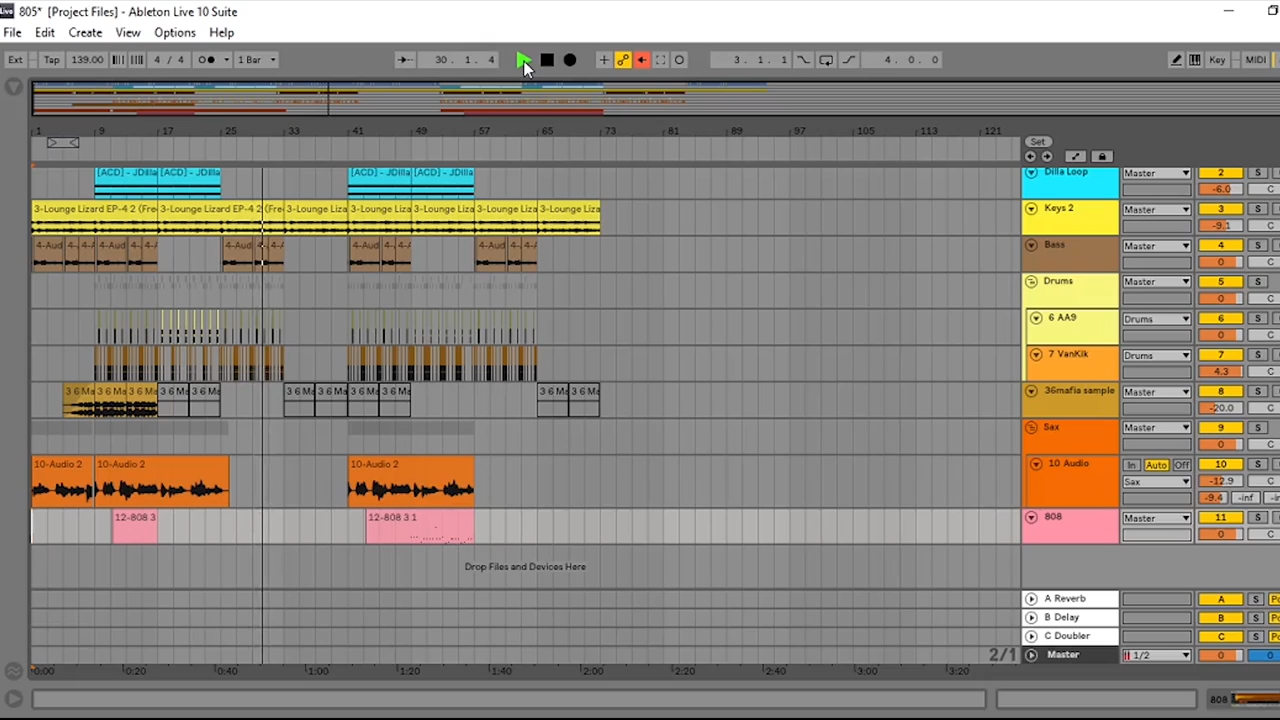 805* [Project Files] - Ableton Live 10 Suite
File Edit Create View Options Help
Ext Tap 139.00 4 / 4 1 Bar 30. 1. 4 3. 1. 1 4. 0. 0 Key MIDI
1 9 17 25 33 41 49 57 65 73 81 89 97 105 113 121
Set
[ACD] - JDilla [ACD] - JDilla [ACD] - JDilla [ACD] - JDilla Dilla Loop Master 2 S
-6.0 C
3-Lounge Lizard EP-4 2 (Fre 3-Lounge Lizard EP-4 2 (Fre 3-Lounge Liza 3-Lounge Liza 3-Lounge Liza 3-Lounge Liza 3-Lounge Liza Keys 2 Master 3 S
-9.1 C
4-Aud 4-A 4-A 4-Aud 4-A 4-A 4-Aud 4-A 4-Aud 4-A 4-A 4-Aud 4-A 4-A Bass Master 4 S
0 C
Drums Master 5 S
0 C
6 AA9 Drums 6 S
0 C
7 VanKik Drums 7 S
4.3 C
3 6 Ma 3 6 Ma 3 6 Ma 3 6 Ma 3 6 Ma 3 6 Ma 3 6 Ma 3 6 Ma 3 6 Ma 3 6 Ma 3 6 Ma 36mafia sample Master 8 S
-20.0 C
Sax Master 9 S
0 C
10-Audio 2 10-Audio 2 10-Audio 2 10 Audio In Auto Off 10 S
Sax -12.9 C
-9.4 -inf
12-808 3 12-808 3 1 808 Master 11 S
0 C
Drop Files and Devices Here
A Reverb A S
B Delay B S
C Doubler C S
2/1 Master 1/2 0 0
0:00 0:20 0:40 1:00 1:20 1:40 2:00 2:20 2:40 3:00 3:20
808